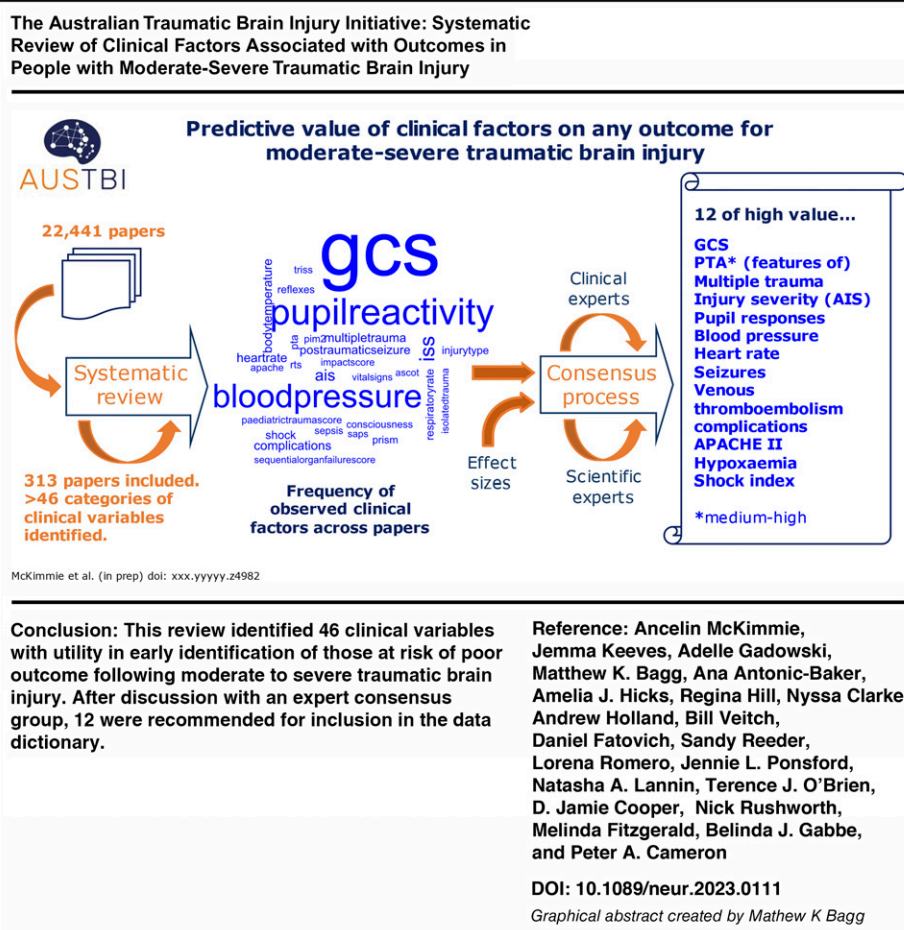 The Australian Traumatic Brain Injury Initiative: Systematic
Review of Clinical Factors Associated with Outcomes in
People with Moderate-Severe Traumatic Brain Injury
AUSTBI
Predictive value of clinical factors on any outcome for
moderate-severe traumatic brain injury
22,441 papers
Systematic
review
313 papers included.
>46 categories of
clinical variables
identified.
gcs
triss
reflexes
bodytemperature
pupilreactivity
pta
pim2
multipletrauma
postraumaticseizure
iss
injurytype
heartrate
apache
rts
impactscore
ais
vitalsigns
ascot
bloodpressure
respiratoryrate
isolatedtrauma
paediatrictraumascore
consciousness
shock
sepsis
saps
prism
complications
sequentialorganfailurescore
Frequency of
observed clinical
factors across papers
Effect
sizes
Clinical
experts
Consensus
process
Scientific
experts
12 of high value...
GCS
PTA* (features of)
Multiple trauma
Injury severity (AIS)
Pupil responses
Blood pressure
Heart rate
Seizures
Venous
thromboembolism
complications
APACHE II
Hypoxaemia
Shock index
*medium-high
McKimmie et al. (in prep) doi: xxx.yyyyy.z4982
Conclusion: This review identified 46 clinical variables
with utility in early identification of those at risk of poor
outcome following moderate to severe traumatic brain
injury. After discussion with an expert consensus
group, 12 were recommended for inclusion in the data
dictionary.
Reference: Ancelin McKimmie,
Jemma Keeves, Adelle Gadowski,
Matthew K. Bagg, Ana Antonic-Baker,
Amelia J. Hicks, Regina Hill, Nyssa Clarke
Andrew Holland, Bill Veitch,
Daniel Fatovich, Sandy Reeder,
Lorena Romero, Jennie L. Ponsford,
Natasha A. Lannin, Terence J. O'Brien,
D. Jamie Cooper, Nick Rushworth,
Melinda Fitzgerald, Belinda J. Gabbe,
and Peter A. Cameron
DOI: 10.1089/neur.2023.0111
Graphical abstract created by Mathew K Bagg